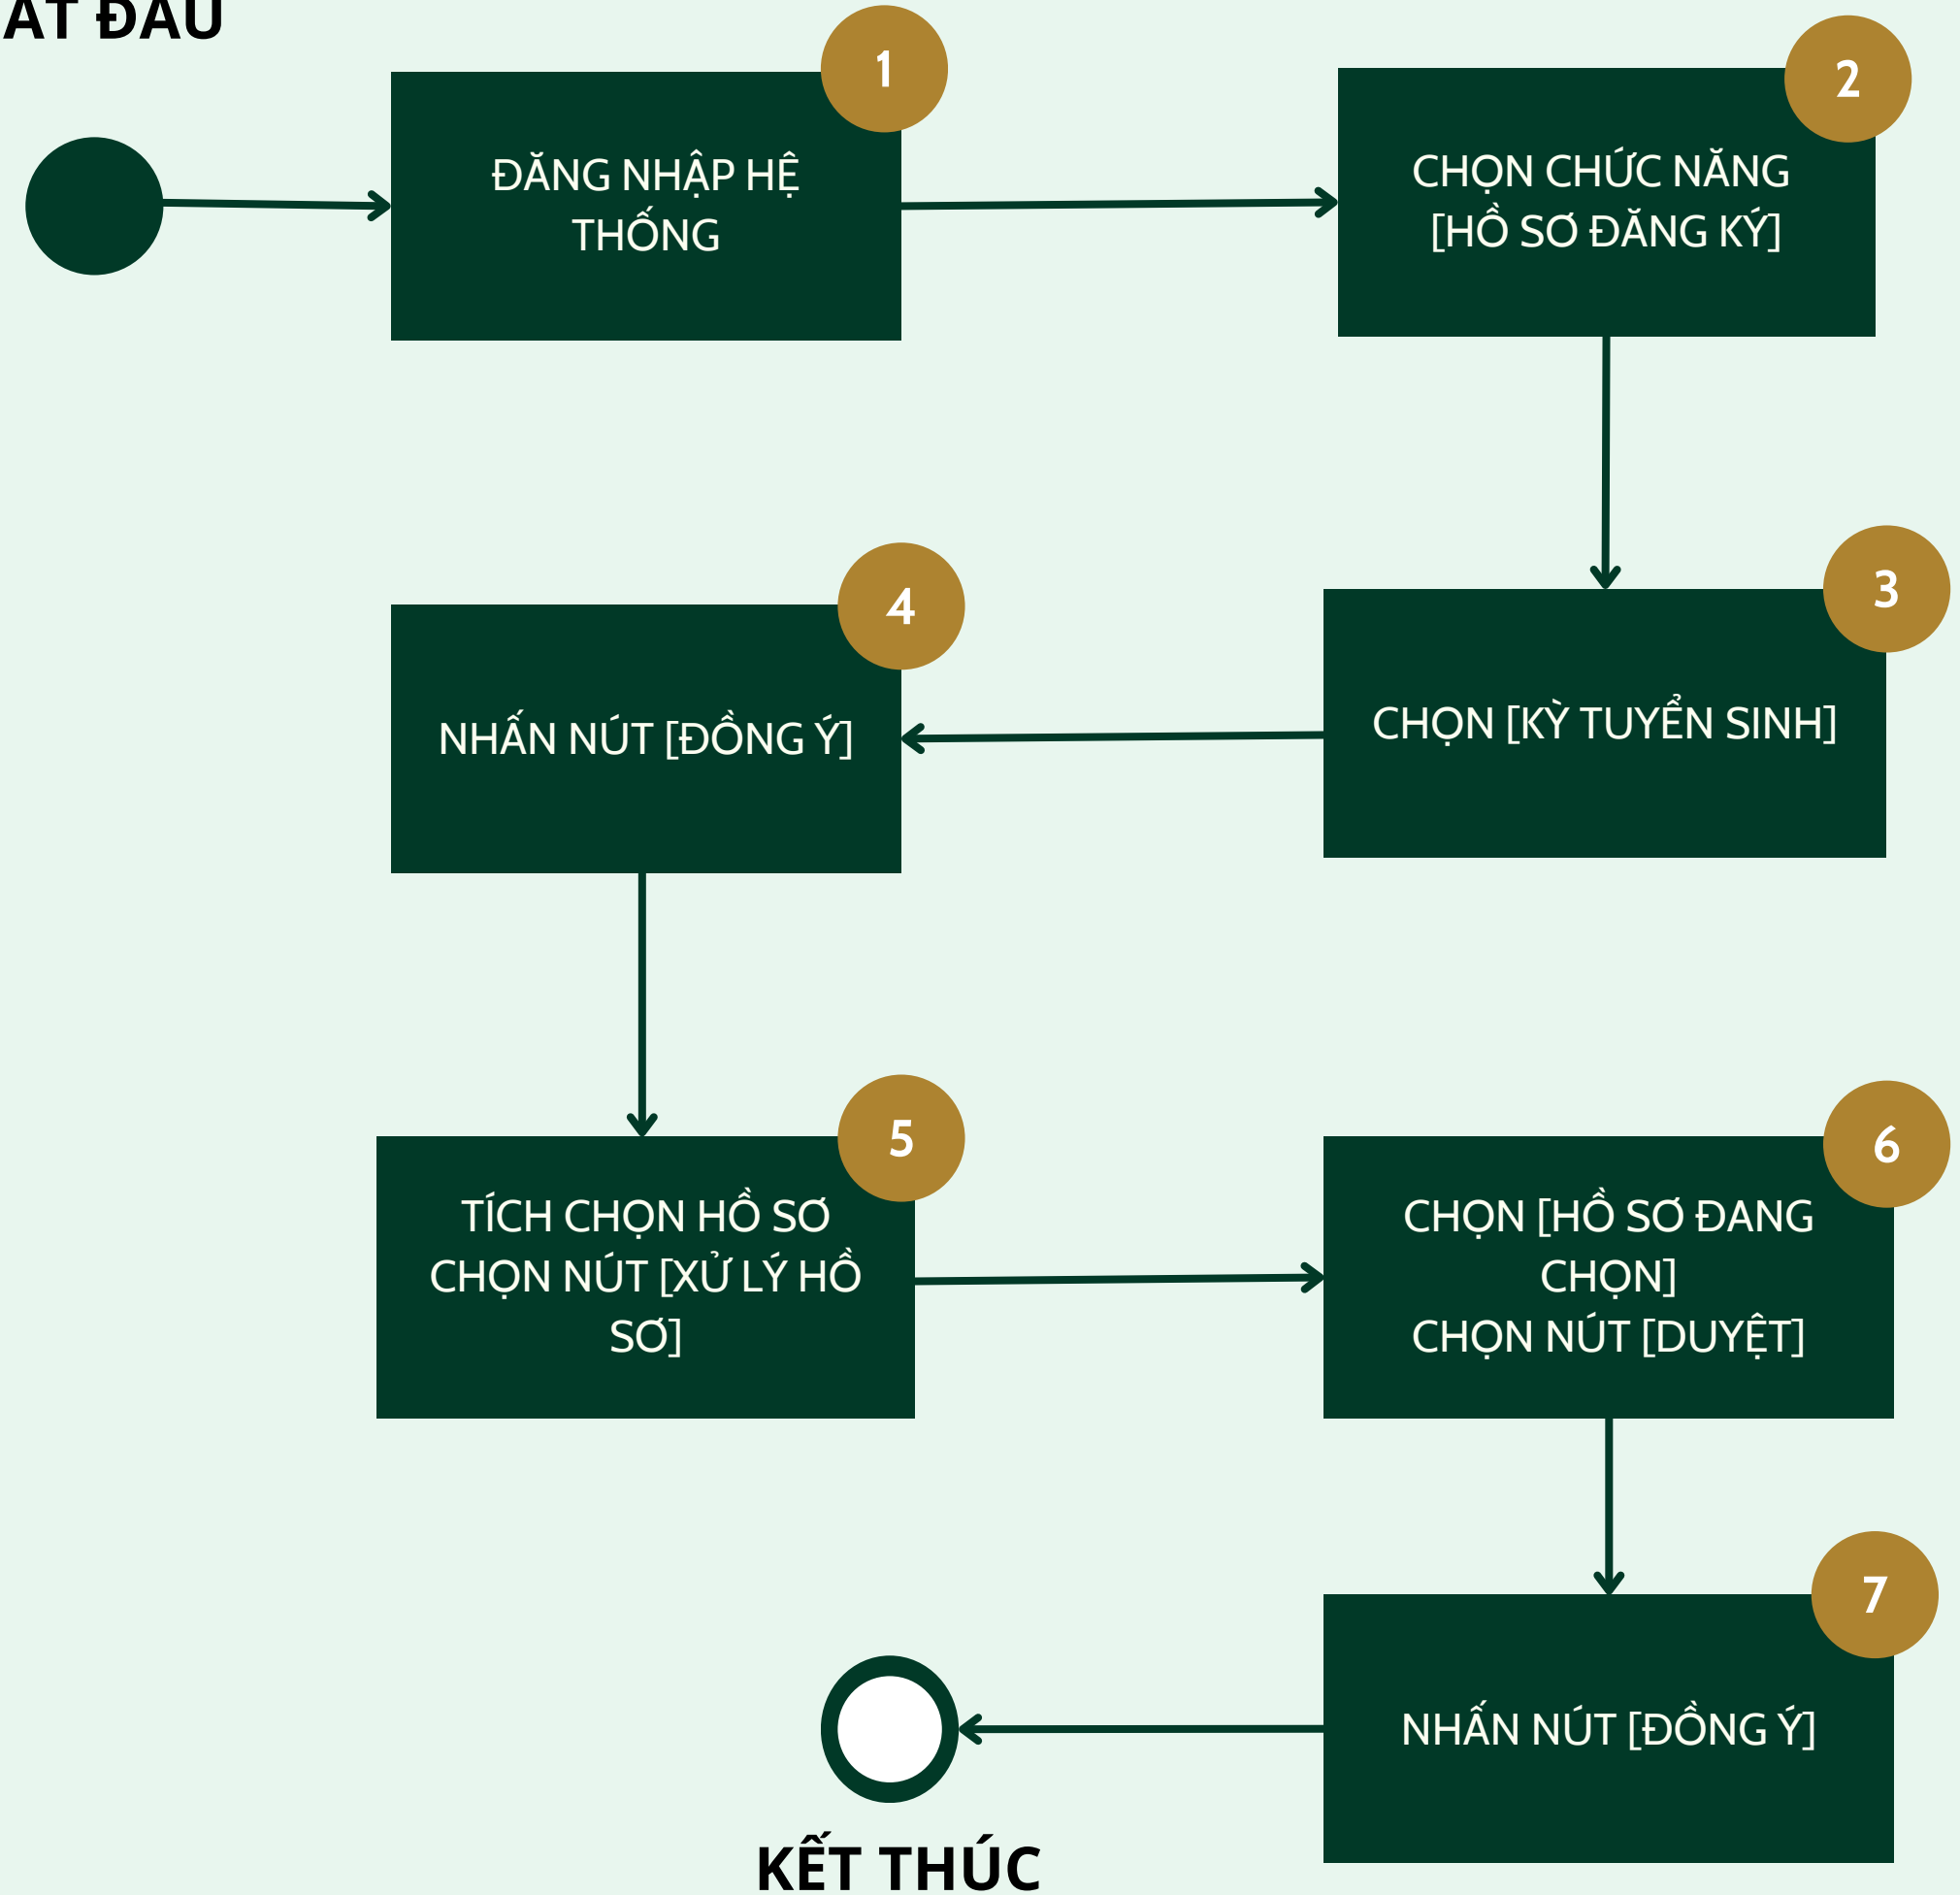 ĐẦU
1
ĐĂNG NHẬP HỆ
THỐNG
2
CHỌN CHỨC NĂNG
[HỒ SƠ ĐĂNG KÝ]
3
CHỌN [KỲ TUYỂN SINH]
4
NHẤN NÚT [ĐỒNG Ý]
5
TÍCH CHỌN HỒ SƠ
CHỌN NÚT [XỬ LÝ HỒ
SƠ]
6
CHỌN [HỒ SƠ ĐANG
CHỌN]
CHỌN NÚT [DUYỆT]
7
NHẤN NÚT [ĐỒNG Ý]
KẾT THÚC